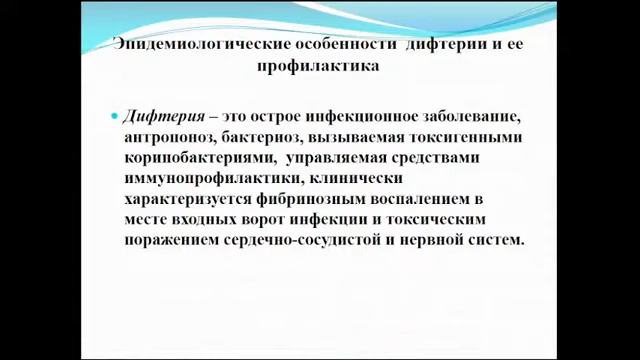 Эпидемиологические особенности дифтерии и ее
профилактика
Дифтерия – это острое инфекционное заболевание,
антропоноз, бактериоз, вызываемая токсигенными
коринобактериями, управляемая средствами
иммунопрофилактики, клинически
характеризуется фибринозным воспалением в
месте входных ворот инфекции и токсическим
поражением сердечно-сосудистой и нервной систем.